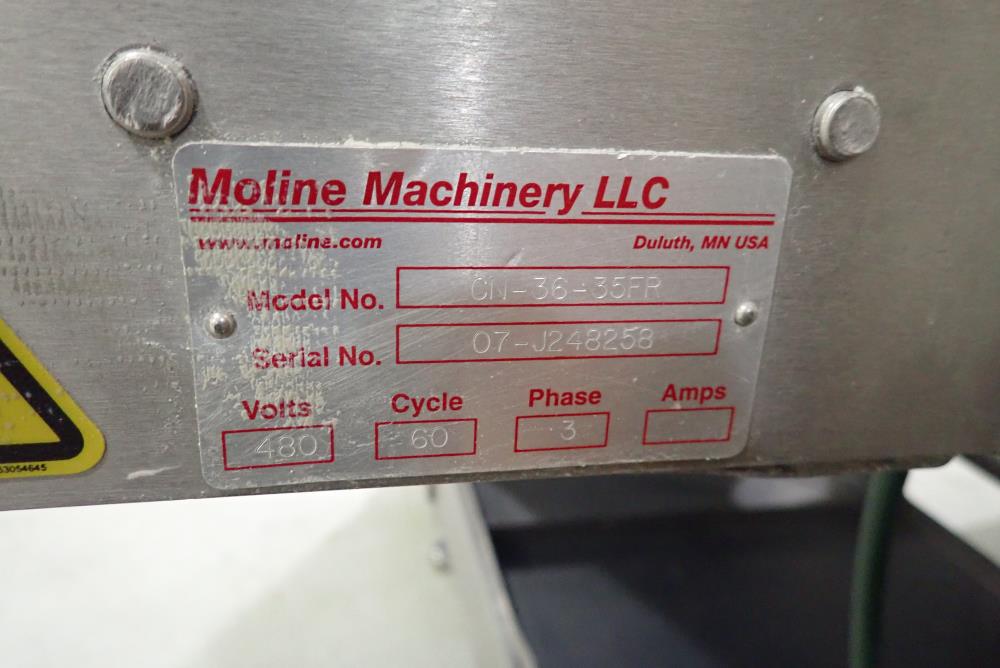 Moline Machinery LLC
www.moline.com Duluth, MN USA
Model No. CN-36-35FR
Serial No. 07-J248258
Volts Cycle Phase Amps
480 60 3
53054645